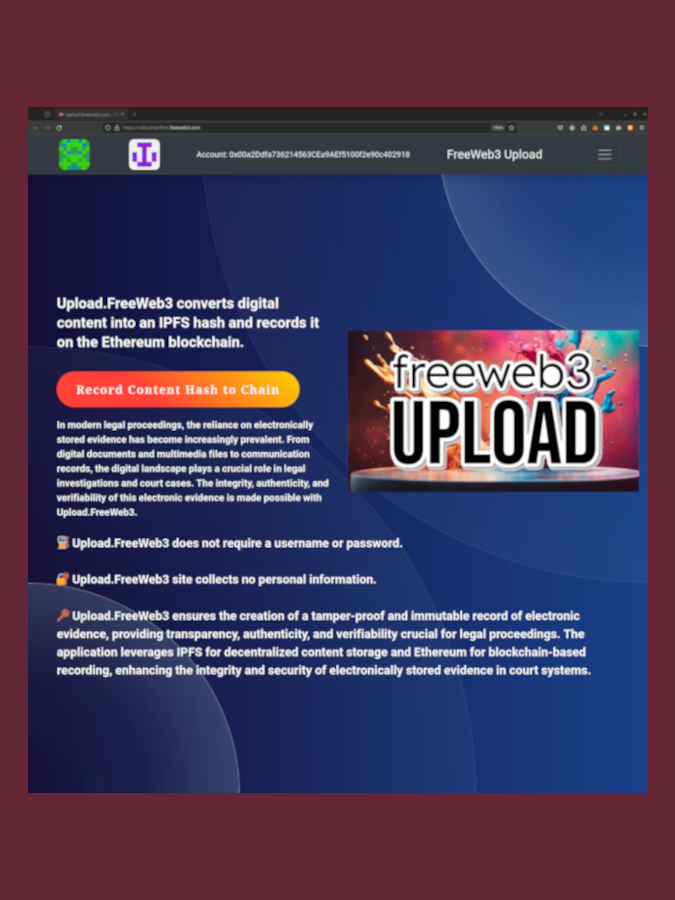 Account: 0x00a2Ddfa736214563CEa9AEf5100f2e90c402918
FreeWeb3 Upload
Upload.FreeWeb3 converts digital
content into an IPFS hash and records it
on the Ethereum blockchain.
freeweb3
UPLOAD
Record Content Hash to Chain
In modern legal proceedings, the reliance on electronically
stored evidence has become increasingly prevalent. From
digital documents and multimedia files to communication
records, the digital landscape plays a crucial role in legal
investigations and court cases. The integrity, authenticity, and
verifiability of this electronic evidence is made possible with
Upload.FreeWeb3.
Upload.FreeWeb3 does not require a username or password.
Upload.FreeWeb3 site collects no personal information.
Upload.FreeWeb3 ensures the creation of a tamper-proof and immutable record of electronic
evidence, providing transparency, authenticity, and verifiability crucial for legal proceedings. The
application leverages IPFS for decentralized content storage and Ethereum for blockchain-based
recording, enhancing the integrity and security of electronically stored evidence in court systems.